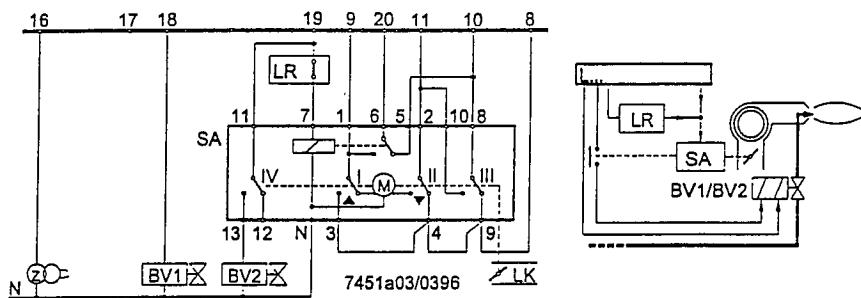 16 17 18 19 9 20 11 10 8
LR
11 7 1 6 5 2 10 8
SA
IV I M II III
13 12 N 3 4 9
Z BV1 BV2 7451a03/0396 LK
N
LR
SA
BV1/BV2